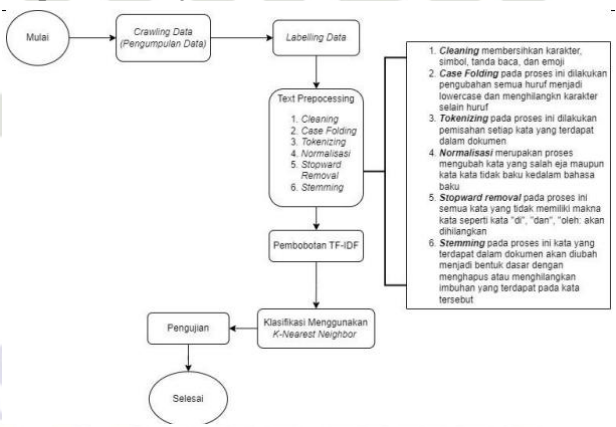 Mulai
Crawling Data
(Pengumpulan Data)
Labelling Data
Text Prepocessing
1. Cleaning
2. Case Folding
3. Tokenizing
4. Normalisasi
5. Stopward
Removal
6. Stemming
1. Cleaning membersihkan karakter,
simbol, tanda baca, dan emoji
2. Case Folding pada proses ini dilakukan
pengubahan semua huruf menjadi
lowercase dan menghilangkn karakter
selain huruf
3. Tokenizing pada proses ini dilakukan
pemisahan setiap kata yang terdapat
dalam dokumen
4. Normalisasi merupakan proses
mengubah kata yang salah eja maupun
kata kata tidak baku kedalam bahasa
baku
5. Stopward removal pada proses ini
semua kata yang tidak memiliki makna
kata seperti kata "di", "dan", "oleh: akan
dihilangkan
6. Stemming pada proses ini kata yang
terdapat dalam dokumen akan diubah
menjadi bentuk dasar dengan
menghapus atau menghilangkan
imbuhan yang terdapat pada kata
tersebut
Pembobotan TF-IDF
Klasifikasi Menggunakan
K-Nearest Neighbor
Pengujian
Selesai